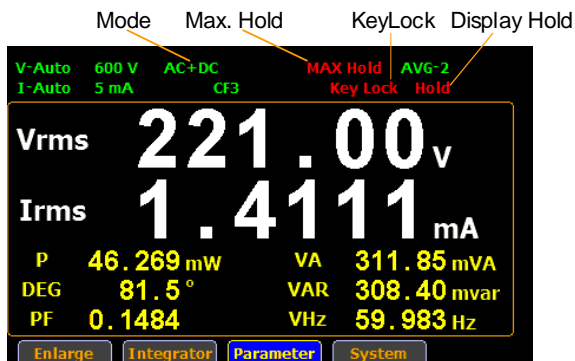 Mode Max. Hold KeyLock Display Hold
V-Auto 600 V AC+DC MAX Hold AVG-2
I-Auto 5 mA CF3 Key Lock Hold
Vrms 221.00 V
Irms 1.4111 mA
P 46.269 mW VA 311.85 mVA
DEG 81.5° VAR 308.40 mvar
PF 0.1484 VHz 59.983 Hz
Enlarge Integrator Parameter System